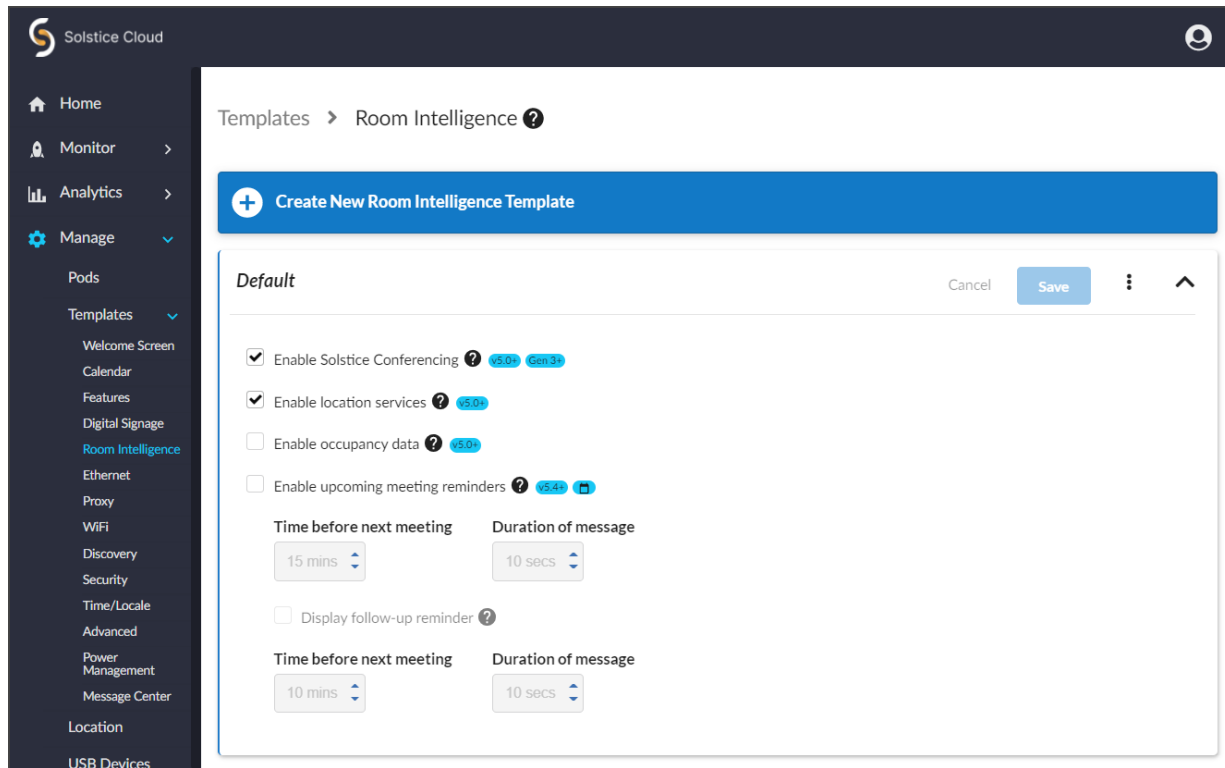 Solstice Cloud
Home
Monitor
Analytics
Manage
Pods
Templates
Welcome Screen
Calendar
Features
Digital Signage
Room Intelligence
Ethernet
Proxy
WiFi
Discovery
Security
Time/Locale
Advanced
Power
Management
Message Center
Location
USB Devices
Templates > Room Intelligence ?
Create New Room Intelligence Template
Default Cancel Save
Enable Solstice Conferencing ? v5.0+ Gen 3+
Enable location services ? v5.0+
Enable occupancy data ? v5.0+
Enable upcoming meeting reminders ? v5.4+
Time before next meeting Duration of message
15 mins 10 secs
Display follow-up reminder ?
Time before next meeting Duration of message
10 mins 10 secs